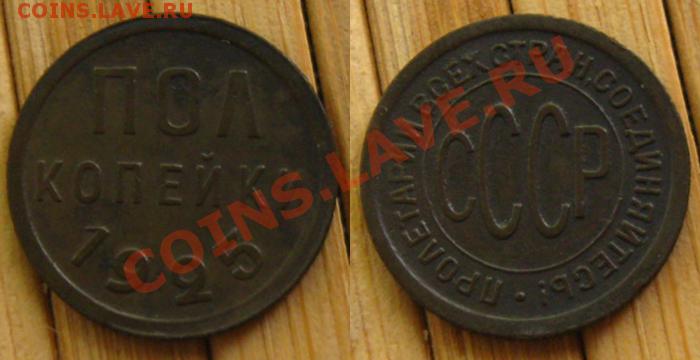 COINS.LAVE.RU
ПОЛ
КОПЕЙКИ
1925
ПРОЛЕТАРИИ ВСЕХ СТРАН, СОЕДИНЯЙТЕСЬ!
СССР
COINS.LAVE.RU